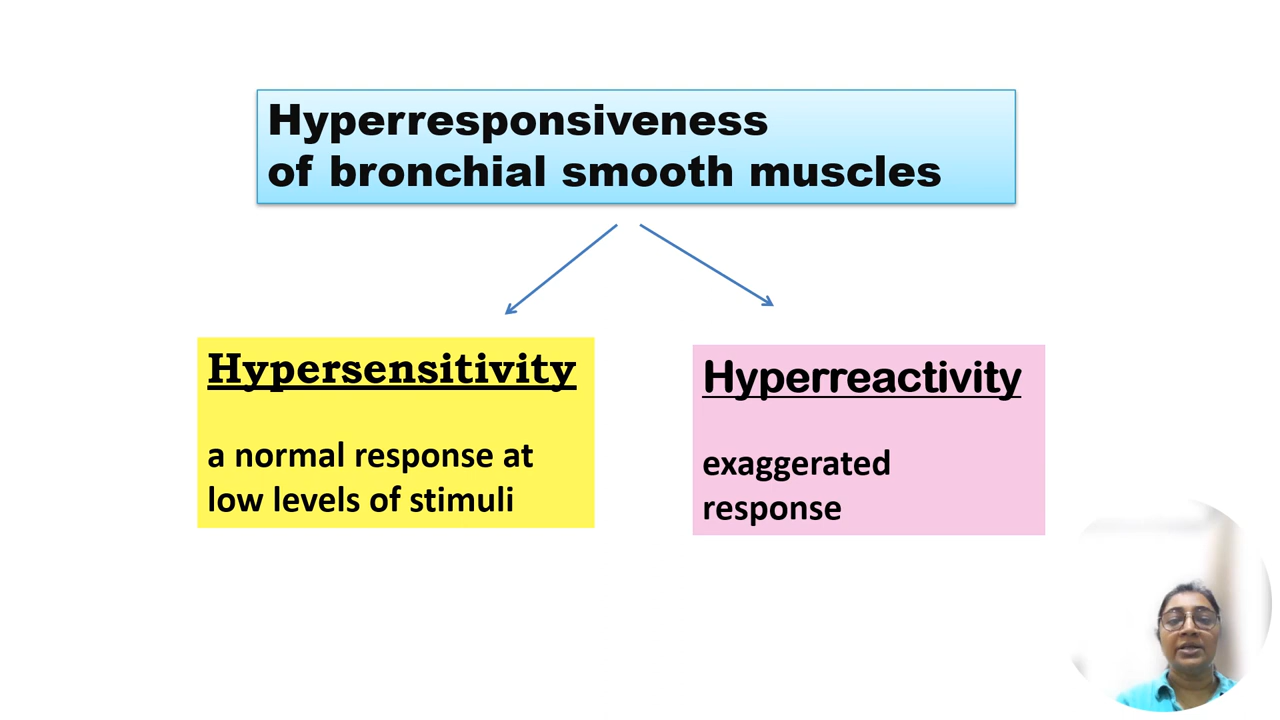 Hyperresponsiveness
of bronchial smooth muscles
Hypersensitivity
a normal response at
low levels of stimuli
Hyperreactivity
exaggerated
response